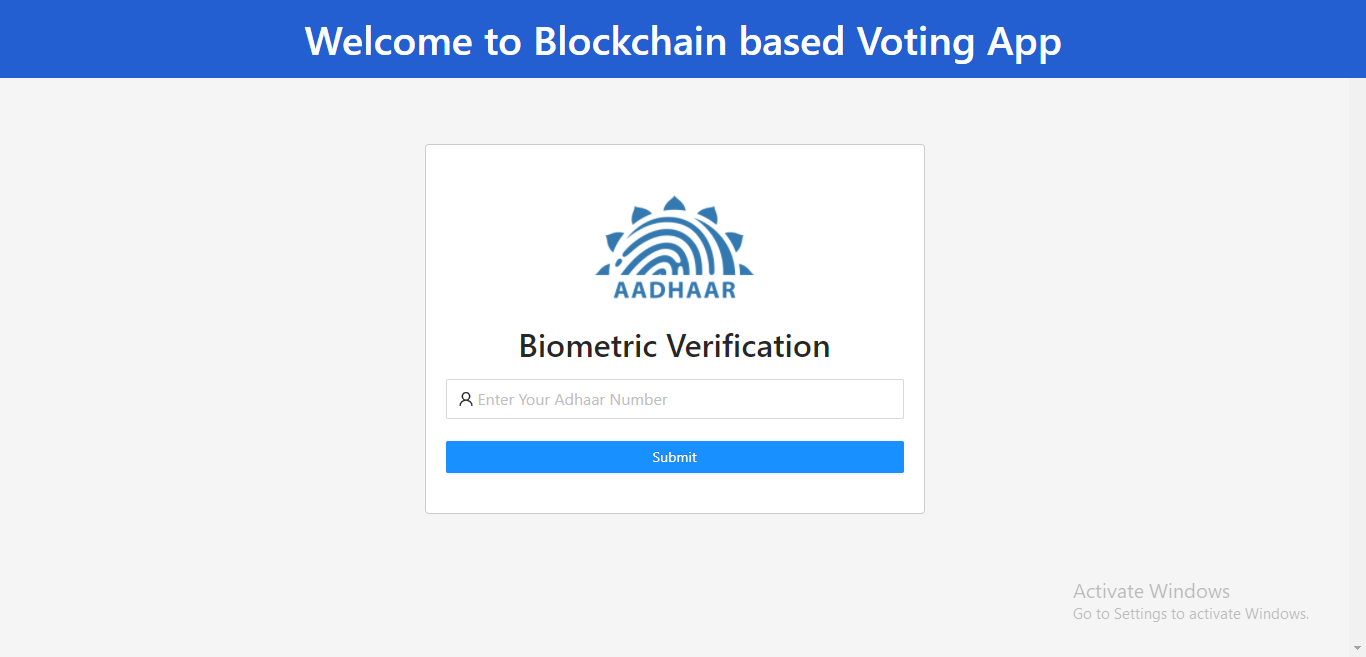 Welcome to Blockchain based Voting App
AADHAAR
Biometric Verification
Enter Your Adhaar Number
Submit
Activate Windows
Go to Settings to activate Windows.